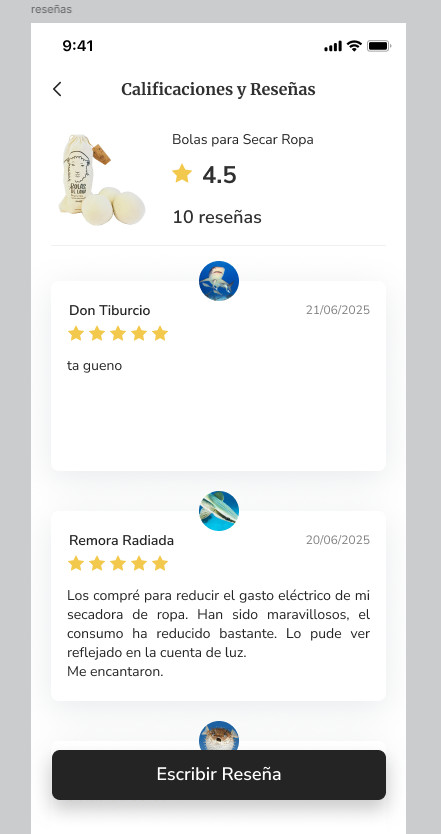 reseñas
9:41
Calificaciones y Reseñas
Bolas para Secar Ropa
4.5
10 reseñas
BOLAS
DE LANA
Don Tiburcio
21/06/2025
ta gueno
Remora Radiada
20/06/2025
Los compré para reducir el gasto eléctrico de mi
secadora de ropa. Han sido maravillosos, el
consumo ha reducido bastante. Lo pude ver
reflejado en la cuenta de luz.
Me encantaron.
Escribir Reseña